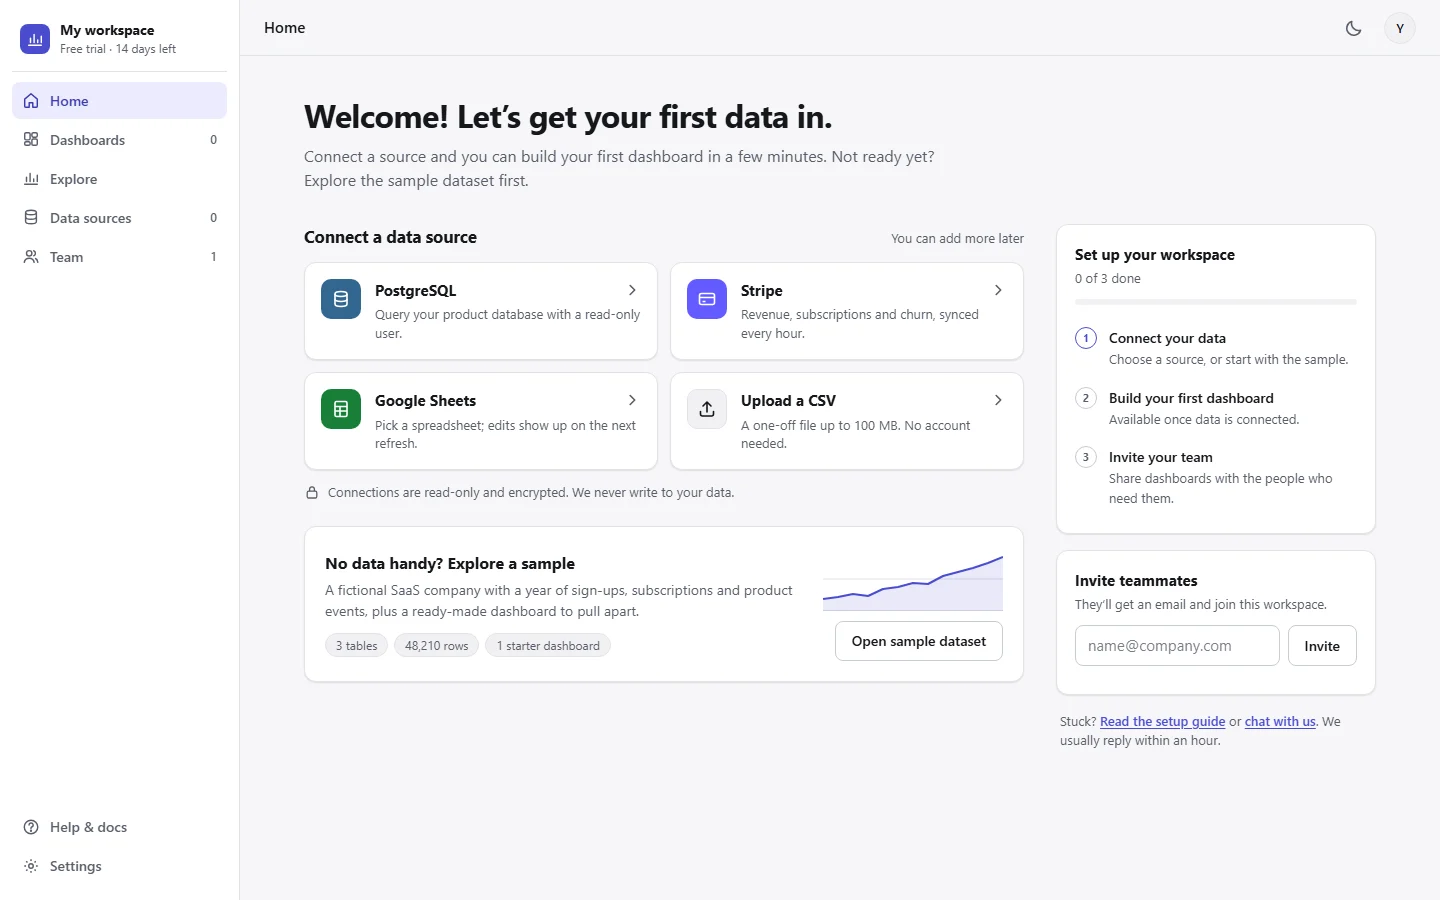 My workspace
Free trial · 14 days left
Home
Dashboards 0
Explore
Data sources 0
Team 1
Help & docs
Settings
Home
Y
Welcome! Let’s get your first data in.
Connect a source and you can build your first dashboard in a few minutes. Not ready yet?
Explore the sample dataset first.
Connect a data source
You can add more later
PostgreSQL
Query your product database with a read-only
user.
Stripe
Revenue, subscriptions and churn, synced
every hour.
Google Sheets
Pick a spreadsheet; edits show up on the next
refresh.
Upload a CSV
A one-off file up to 100 MB. No account
needed.
Connections are read-only and encrypted. We never write to your data.
No data handy? Explore a sample
A fictional SaaS company with a year of sign-ups, subscriptions and product
events, plus a ready-made dashboard to pull apart.
3 tables
48,210 rows
1 starter dashboard
Open sample dataset
Set up your workspace
0 of 3 done
1 Connect your data
Choose a source, or start with the sample.
2 Build your first dashboard
Available once data is connected.
3 Invite your team
Share dashboards with the people who
need them.
Invite teammates
They’ll get an email and join this workspace.
name@company.com
Invite
Stuck? Read the setup guide or chat with us. We
usually reply within an hour.